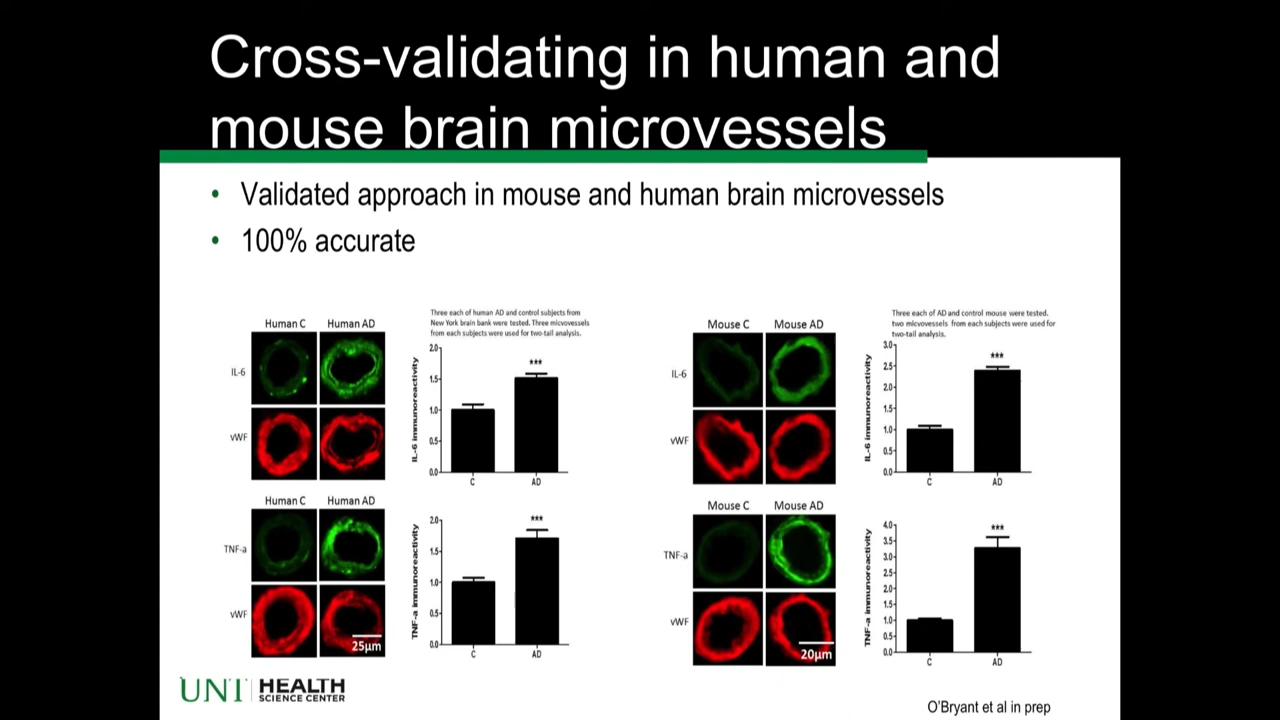 Cross-validating in human and
mouse brain microvessels
• Validated approach in mouse and human brain microvessels
• 100% accurate
Human C Human AD
IL-6
vWF
Three each of human AD and control subjects from
New York brain bank were tested. Three micvovessels
from each subjects were used for two-tail analysis.
IL-6 immunoreactivity
2.0
1.5
1.0
0.5
0.0
***
C AD
Human C Human AD
TNF-a
vWF
25µm
TNF-a immunoreactivity
2.0
1.5
1.0
0.5
0.0
***
C AD
Mouse C Mouse AD
IL-6
vWF
Three each of AD and control mouse were tested.
two micvovessels from each subjects were used for
two-tail analysis.
IL-6 immunoreactivity
3.0
2.5
2.0
1.5
1.0
0.5
0.0
***
C AD
Mouse C Mouse AD
TNF-a
vWF
20µm
TNF-a immunoreactivity
4.0
3.5
3.0
2.5
2.0
1.5
1.0
0.5
0.0
***
C AD
UNT HEALTH
SCIENCE CENTER
O'Bryant et al in prep